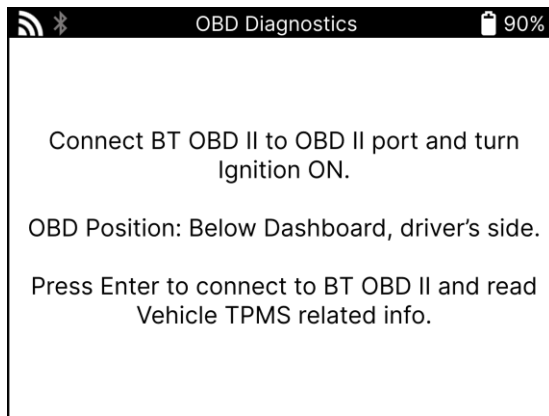 OBD Diagnostics
90%
Connect BT OBD II to OBD II port and turn
Ignition ON.
OBD Position: Below Dashboard, driver's side.
Press Enter to connect to BT OBD II and read
Vehicle TPMS related info.